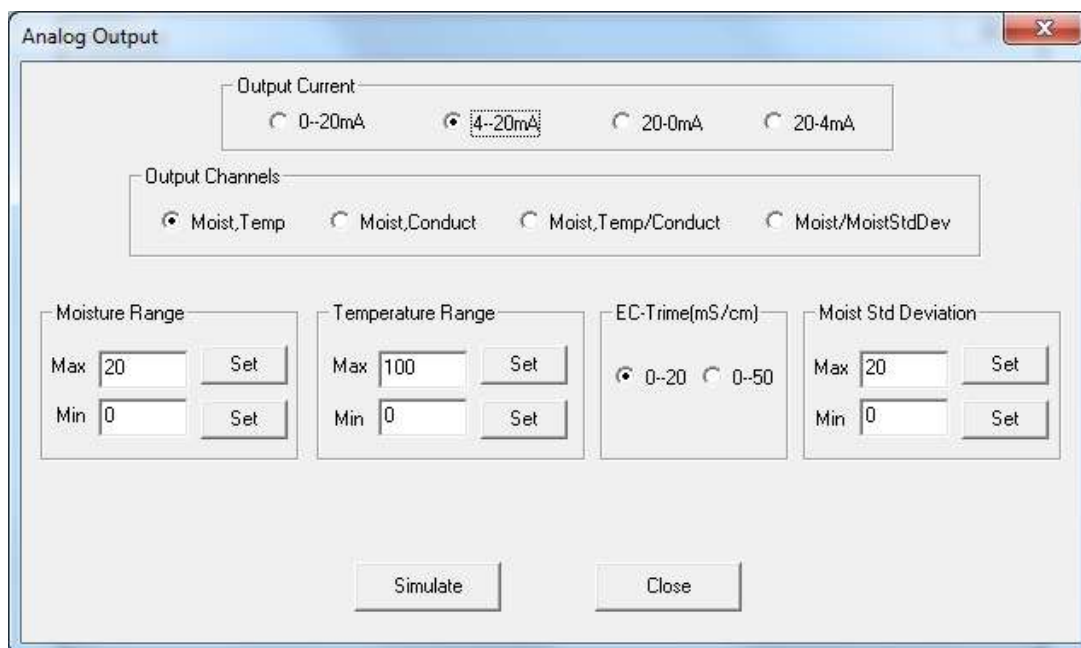 Analog Output
Output Current
0--20mA 4--20mA 20-0mA 20-4mA
Output Channels
Moist,Temp Moist,Conduct Moist,Temp/Conduct Moist/MoistStdDev
Moisture Range Temperature Range EC-Trime(mS/cm) Moist Std Deviation
Max 20 Set Max 100 Set 0--20 0--50 Max 20 Set
Min 0 Set Min 0 Set Min 0 Set
Simulate Close